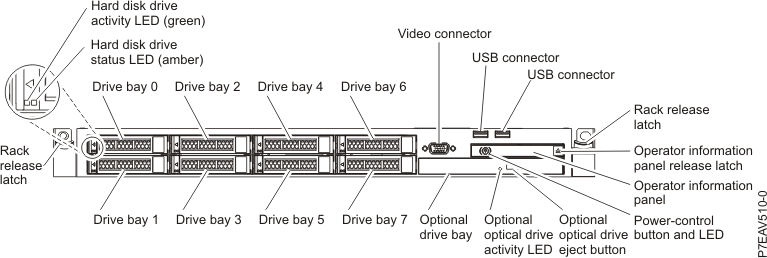 Hard disk drive
activity LED (green)
Hard disk drive
status LED (amber)
Video connector
USB connector
USB connector
Drive bay 0
Drive bay 2
Drive bay 4
Drive bay 6
Rack release
latch
Rack
release
latch
Operator information
panel release latch
Operator information
panel
Drive bay 1
Drive bay 3
Drive bay 5
Drive bay 7
Optional
drive bay
Optional
optical drive
activity LED
Optional
optical drive
eject button
Power-control
button and LED
P7EAV510-0